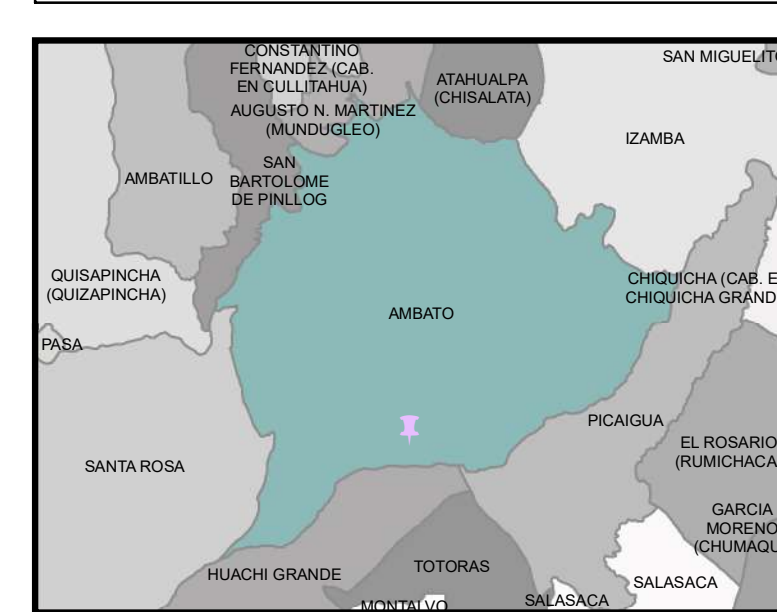 CONSTANTINO
FERNANDEZ (CAB.
EN CULLITAHUA)
SAN MIGUELITO
ATAHUALPA
(CHISALATA)
AUGUSTO N. MARTINEZ
(MUNDUGLEO)
IZAMBA
SAN
BARTOLOME
DE PINLLOG
AMBATILLO
QUISAPINCHA
(QUIZAPINCHA)
CHIQUICHA (CAB. E
CHIQUICHA GRAND
AMBATO
PASA
PICAIGUA
EL ROSARIO
(RUMICHACA
SANTA ROSA
GARCIA
MORENO
(CHUMAQU
HUACHI GRANDE
TOTORAS
SALASACA
SALASACA
MONTALVO